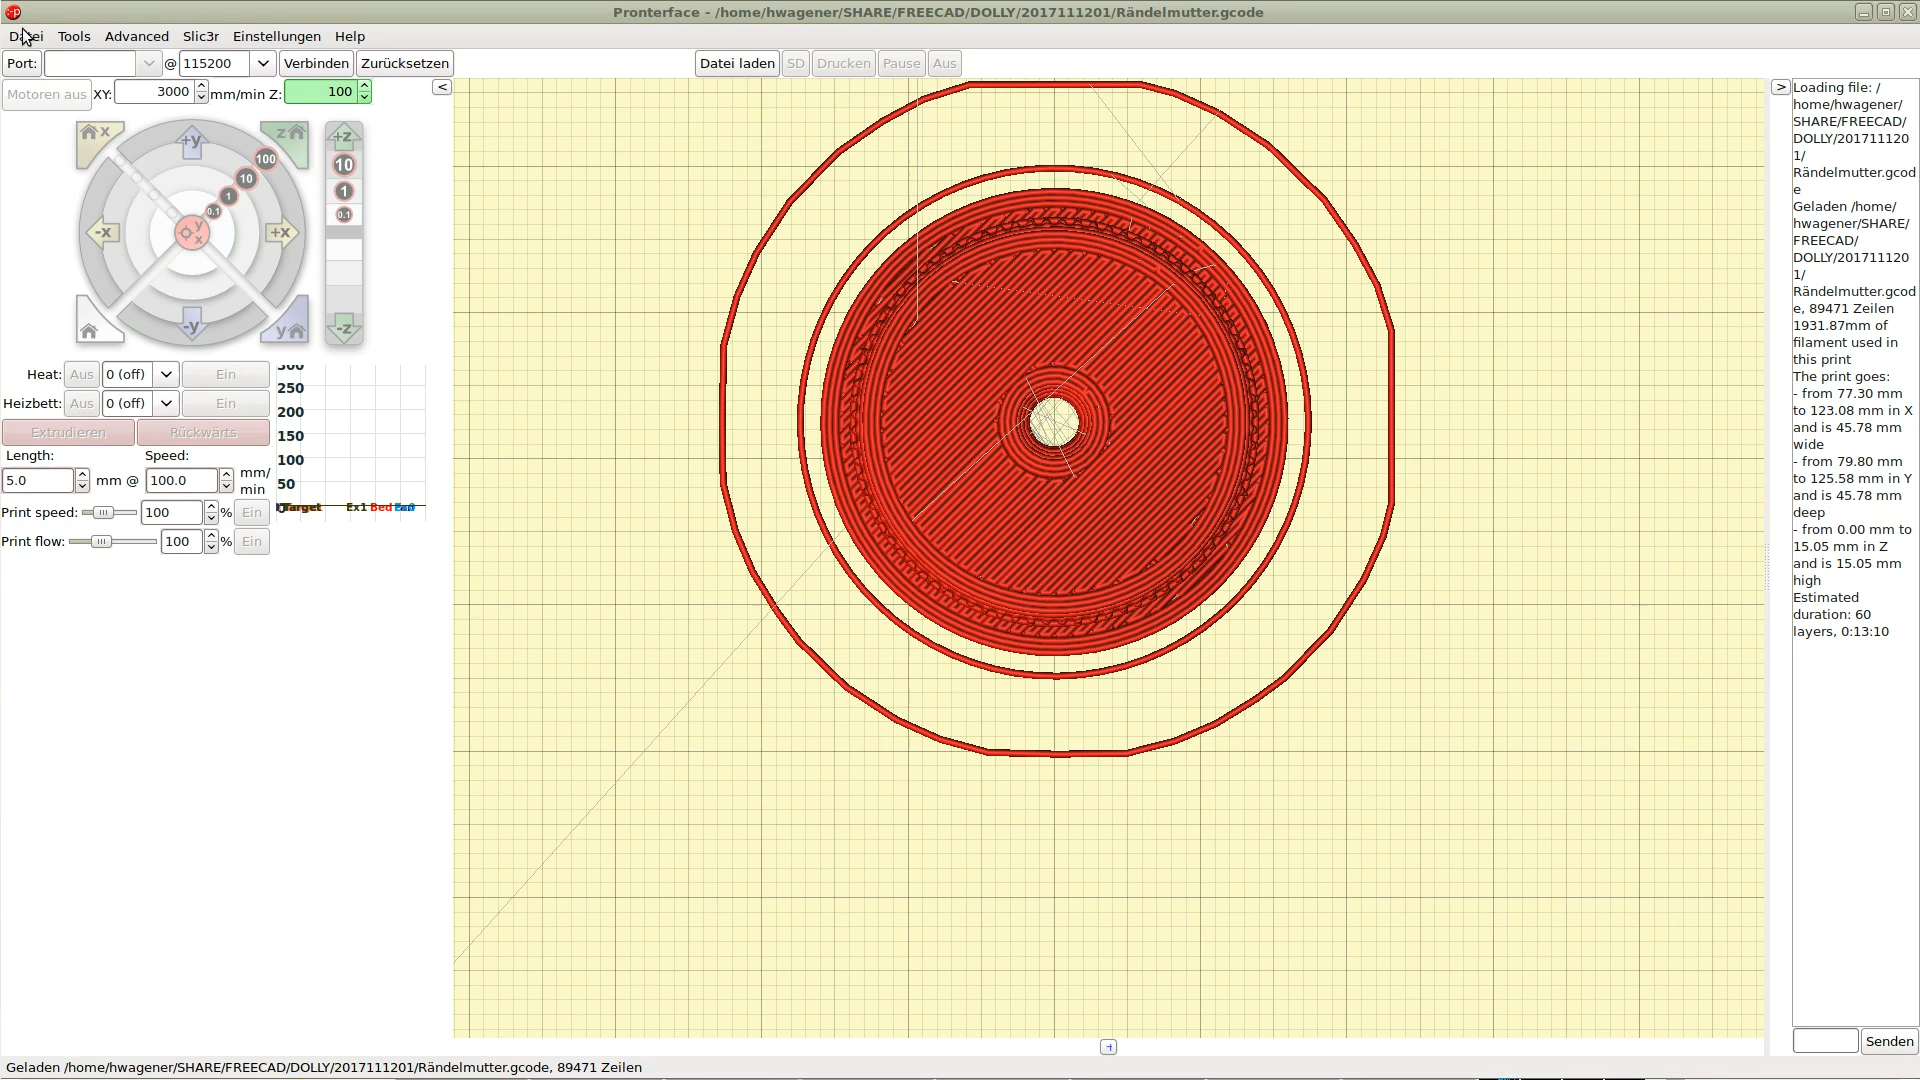 Pronterface - /home/hwagener/SHARE/FREECAD/DOLLY/2017111201/Rändelmutter.gcode
Datei Tools Advanced Slic3r Einstellungen Help
Port: @ 115200 Verbinden Zurücksetzen Datei laden SD Drucken Pause Aus
Motoren aus XY: 3000 mm/min Z: 100
< >
x +y z 100 +z
10 10
1 1
0.1 0.1
-x y x +x
-y y -z
Heat: Aus 0 (off) Ein
Heizbett: Aus 0 (off) Ein
Extrudieren Rückwärts
Length: Speed:
5.0 mm @ 100.0 mm/
min
Print speed: 100 % Ein
Print flow: 100 % Ein
300
250
200
150
100
50
Target Ex1 Bed Ex0
Loading file: /
home/hwagener/
SHARE/FREECAD/
DOLLY/201711120
1/
Rändelmutter.gcod
e
Geladen /home/
hwagener/SHARE/
FREECAD/
DOLLY/201711120
1/
Rändelmutter.gcod
e, 89471 Zeilen
1931.87mm of
filament used in
this print
The print goes:
- from 77.30 mm
to 123.08 mm in X
and is 45.78 mm
wide
- from 79.80 mm
to 125.58 mm in Y
and is 45.78 mm
deep
- from 0.00 mm to
15.05 mm in Z
and is 15.05 mm
high
Estimated
duration: 60
layers, 0:13:10
Senden
Geladen /home/hwagener/SHARE/FREECAD/DOLLY/2017111201/Rändelmutter.gcode, 89471 Zeilen